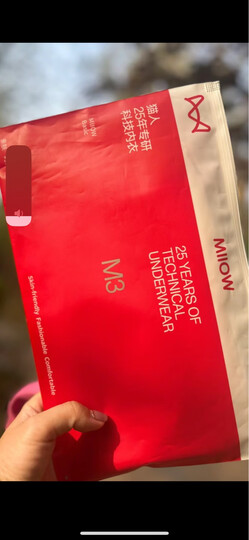 猫人
25年专研
科技内衣
MIIOW
MIIOW
25 YEARS OF
TECHNICAL
UNDERWEAR
M3
Skin-friendly Fashionable Comfortable